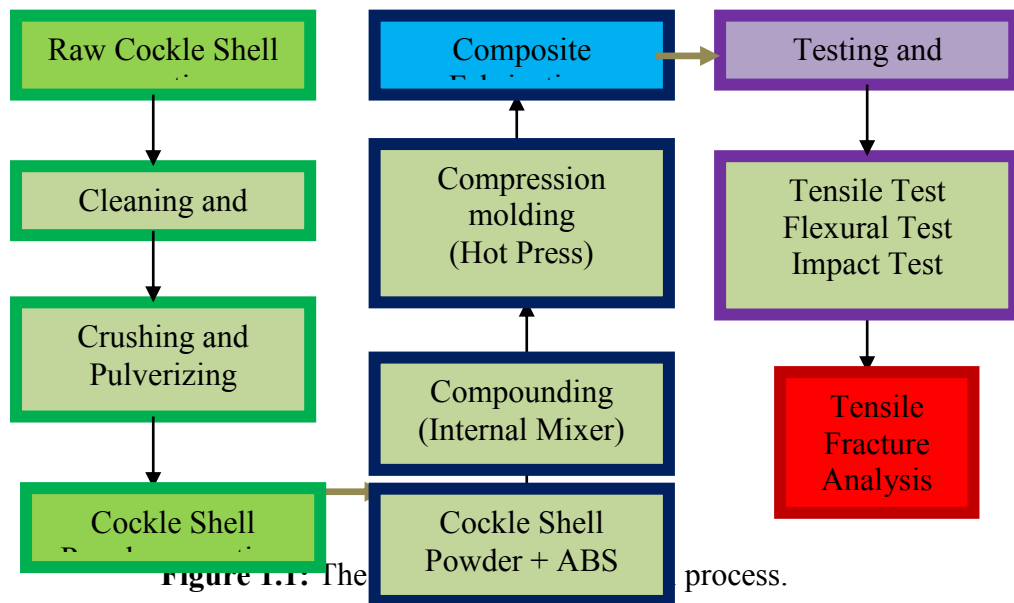 Raw Cockle Shell
Cleaning and
Crushing and
Pulverizing
Cockle Shell
Composite
Compression
molding
(Hot Press)
Compounding
(Internal Mixer)
Cockle Shell
Powder + ABS
Testing and
Tensile Test
Flexural Test
Impact Test
Tensile
Fracture
Analysis
Figure 1.1: The process.